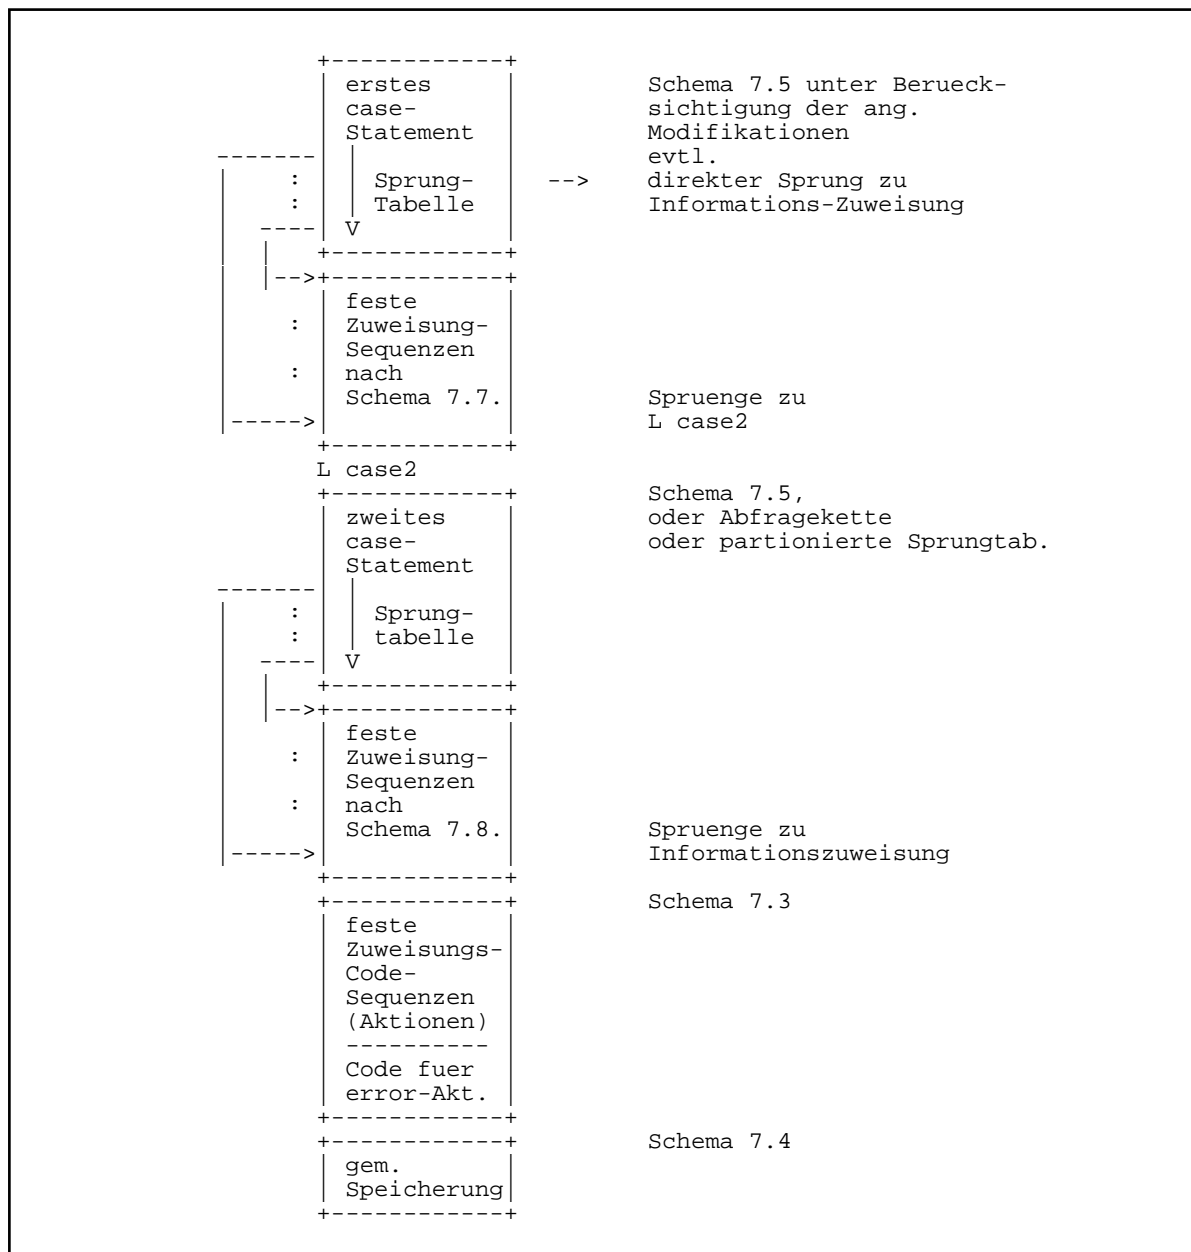 erstes Schema 7.5 unter Berueck-
case- sichtigung der ang.
Statement Modifikationen
evtl.
: Sprung- --> direkter Sprung zu
: Tabelle Informations-Zuweisung
V
feste
: Zuweisung-
Sequenzen
: nach
Schema 7.7. Spruenge zu
L case2
L case2
Schema 7.5,
zweites oder Abfragekette
case- oder partionierte Sprungtab.
Statement
: Sprung-
: tabelle
V
feste
: Zuweisung-
Sequenzen
: nach
Schema 7.8. Spruenge zu
Informationszuweisung
Schema 7.3
feste
Zuweisungs-
Code-
Sequenzen
(Aktionen)
Code fuer
error-Akt.
Schema 7.4
gem.
Speicherung